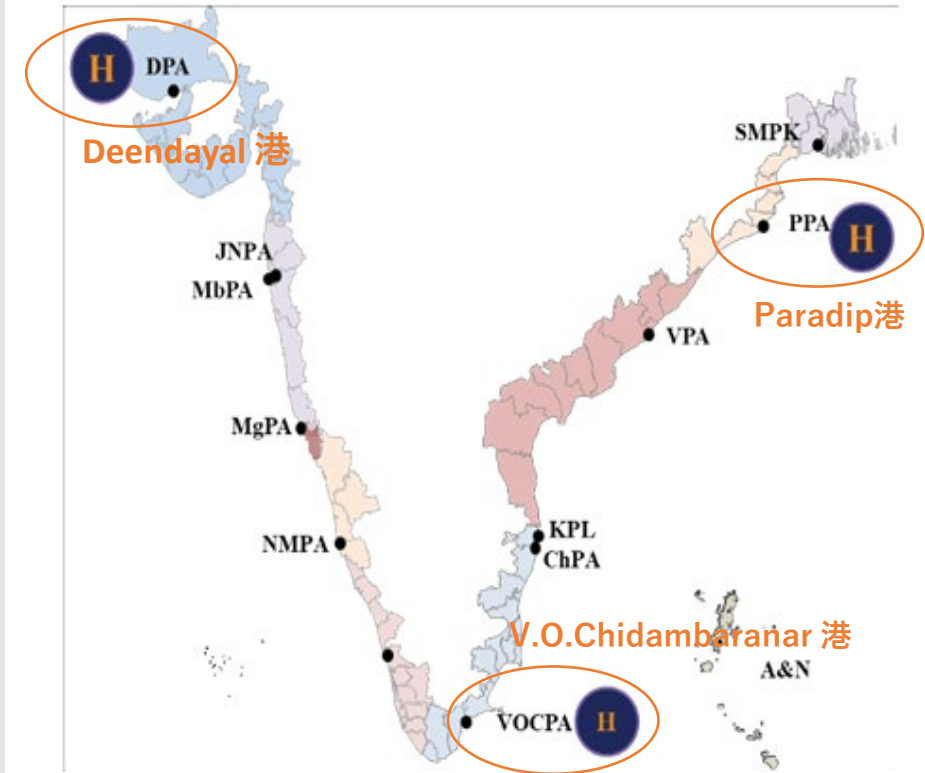 H DPA
Deendayal 港
SMPK
PPA H
Paradip港
JNPA
MbPA
VPA
MgPA
NMPA
KPL
ChPA
V.O.Chidambaranar 港
A&N
VOCPA H